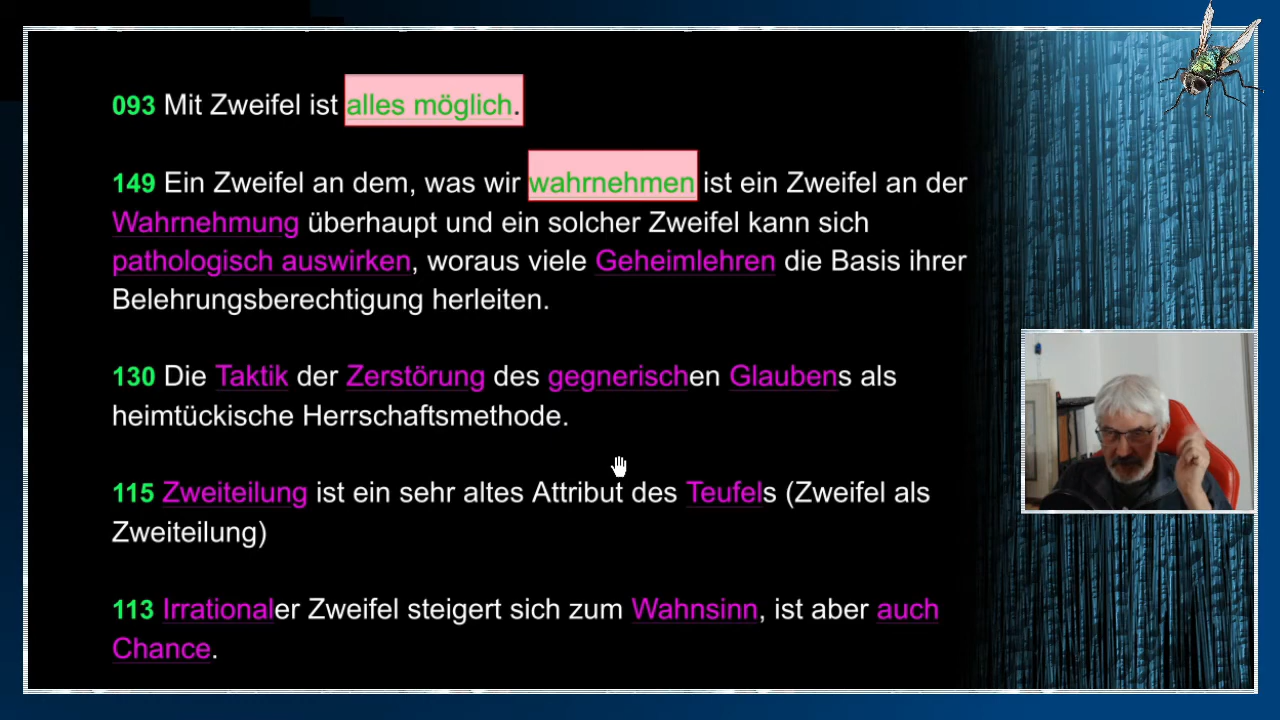 093 Mit Zweifel ist alles möglich.
149 Ein Zweifel an dem, was wir wahrnehmen ist ein Zweifel an der
Wahrnehmung überhaupt und ein solcher Zweifel kann sich
pathologisch auswirken, woraus viele Geheimlehren die Basis ihrer
Belehrungsberechtigung herleiten.
130 Die Taktik der Zerstörung des gegnerischen Glaubens als
heimtückische Herrschaftsmethode.
115 Zweiteilung ist ein sehr altes Attribut des Teufels (Zweifel als
Zweiteilung)
113 Irrationaler Zweifel steigert sich zum Wahnsinn, ist aber auch
Chance.